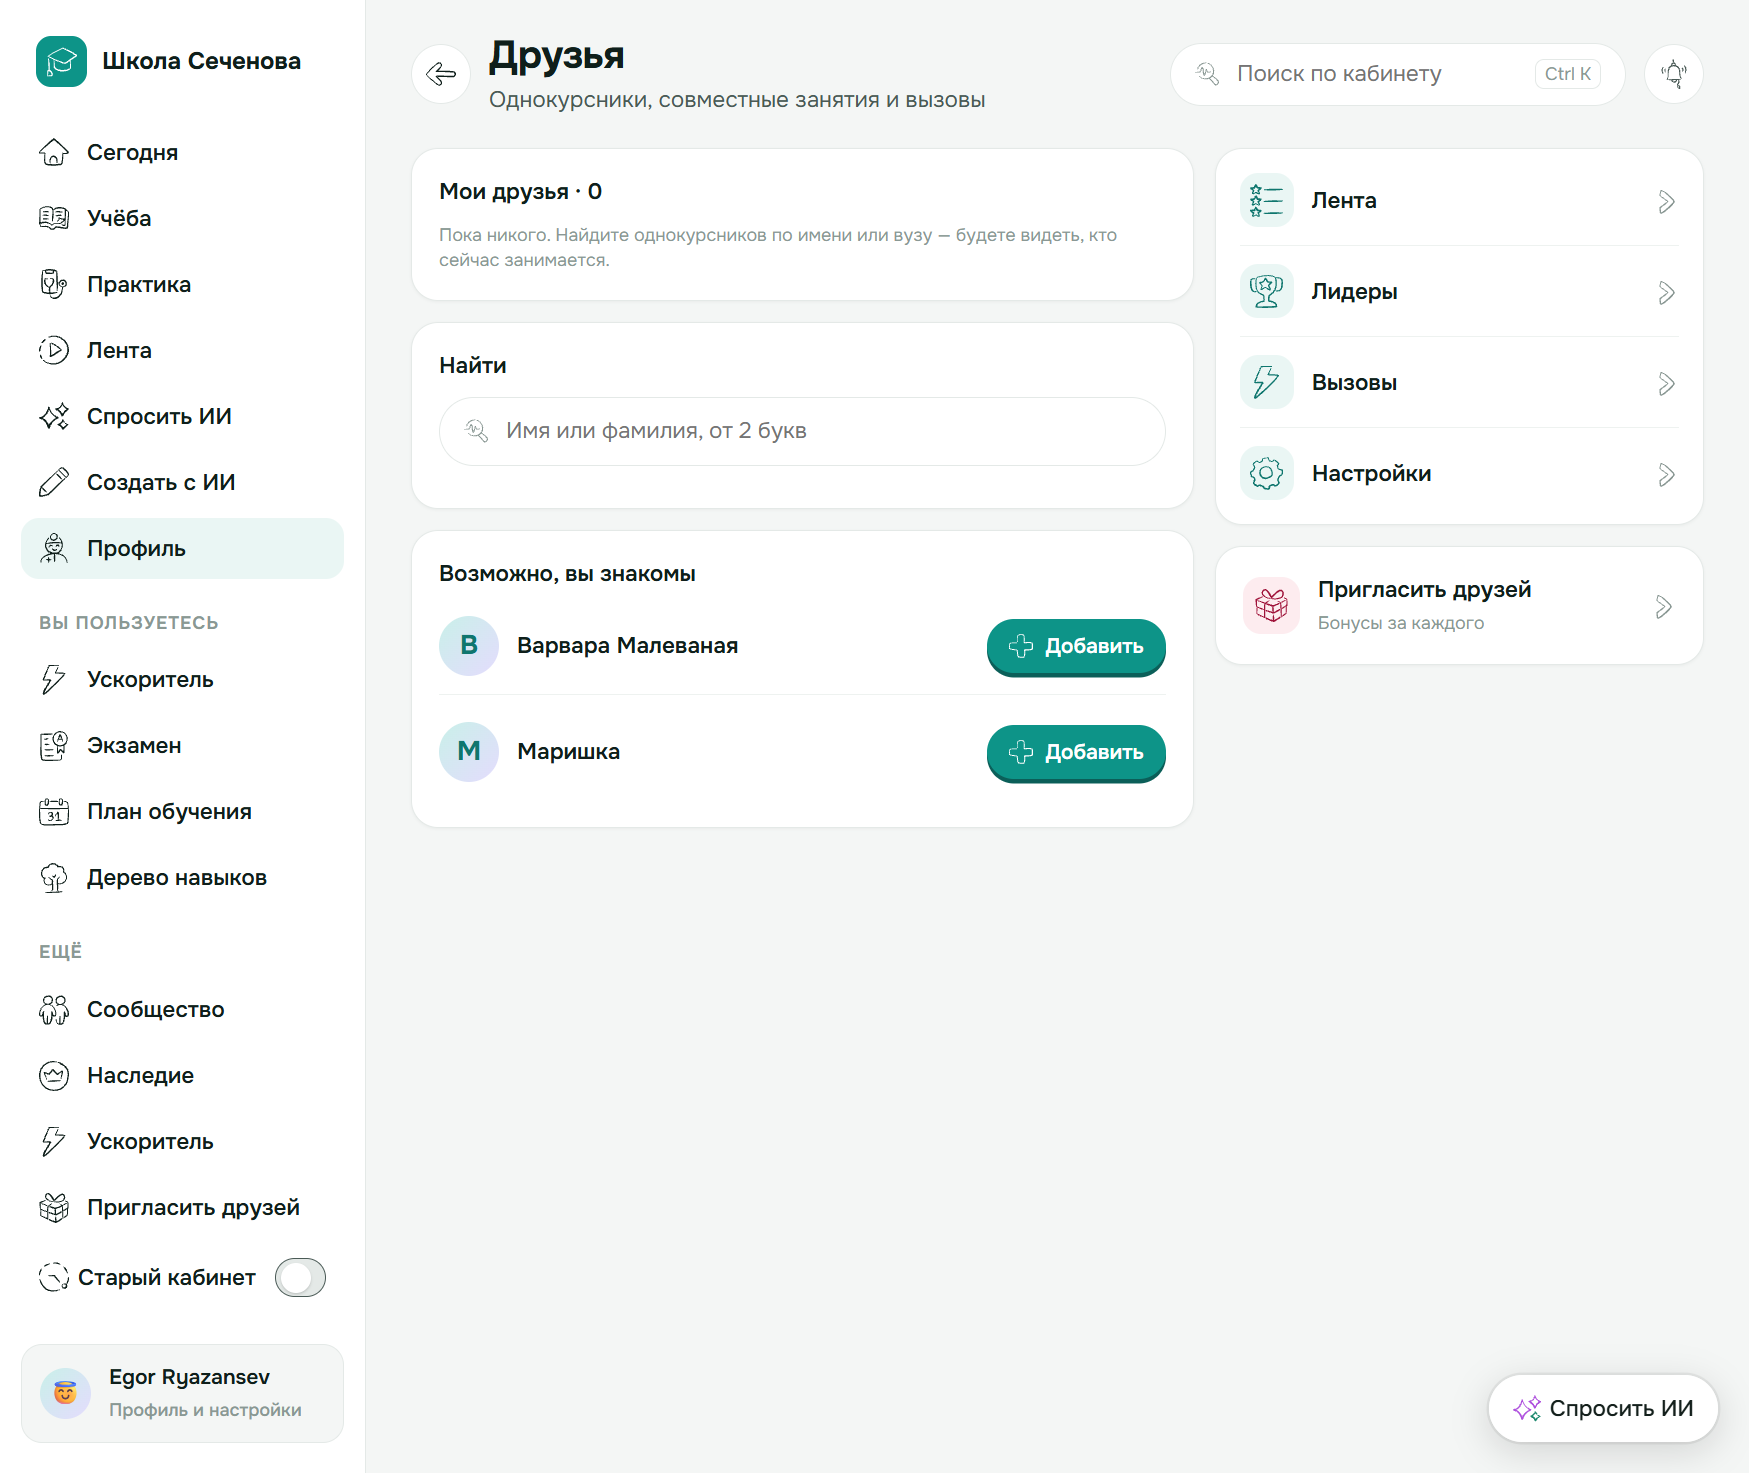 Школа Сеченова
Сегодня
Учёба
Практика
Лента
Спросить ИИ
Создать с ИИ
Профиль
ВЫ ПОЛЬЗУЕТЕСЬ
Ускоритель
Экзамен
План обучения
Дерево навыков
ЕЩЁ
Сообщество
Наследие
Ускоритель
Пригласить друзей
Старый кабинет
Egor Ryazansev
Профиль и настройки
Друзья
Однокурсники, совместные занятия и вызовы
Поиск по кабинету
Ctrl K
Мои друзья · 0
Пока никого. Найдите однокурсников по имени или вузу — будете видеть, кто
сейчас занимается.
Найти
Имя или фамилия, от 2 букв
Возможно, вы знакомы
В
Варвара Малеваная
Добавить
М
Маришка
Добавить
Лента
Лидеры
Вызовы
Настройки
Пригласить друзей
Бонусы за каждого
Спросить ИИ